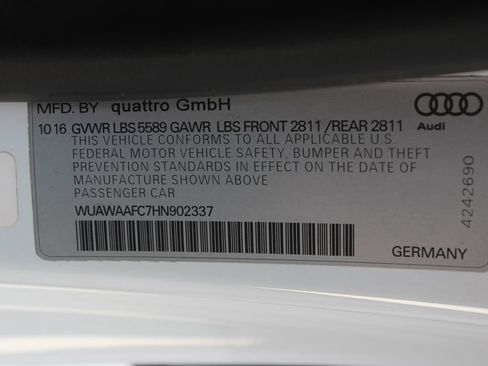 MFD. BY quattro GmbH
10 16 GVWR LBS 5589 GAWR LBS FRONT 2811 /REAR 2811
Audi
THIS VEHICLE CONFORMS TO ALL APPLICABLE U.S.
FEDERAL MOTOR VEHICLE SAFETY, BUMPER AND THEFT
PREVENTION STANDARDS IN EFFECT ON THE DATE OF
MANUFACTURE SHOWN ABOVE
PASSENGER CAR
WUAWAAFC7HN902337
GERMANY
4242690